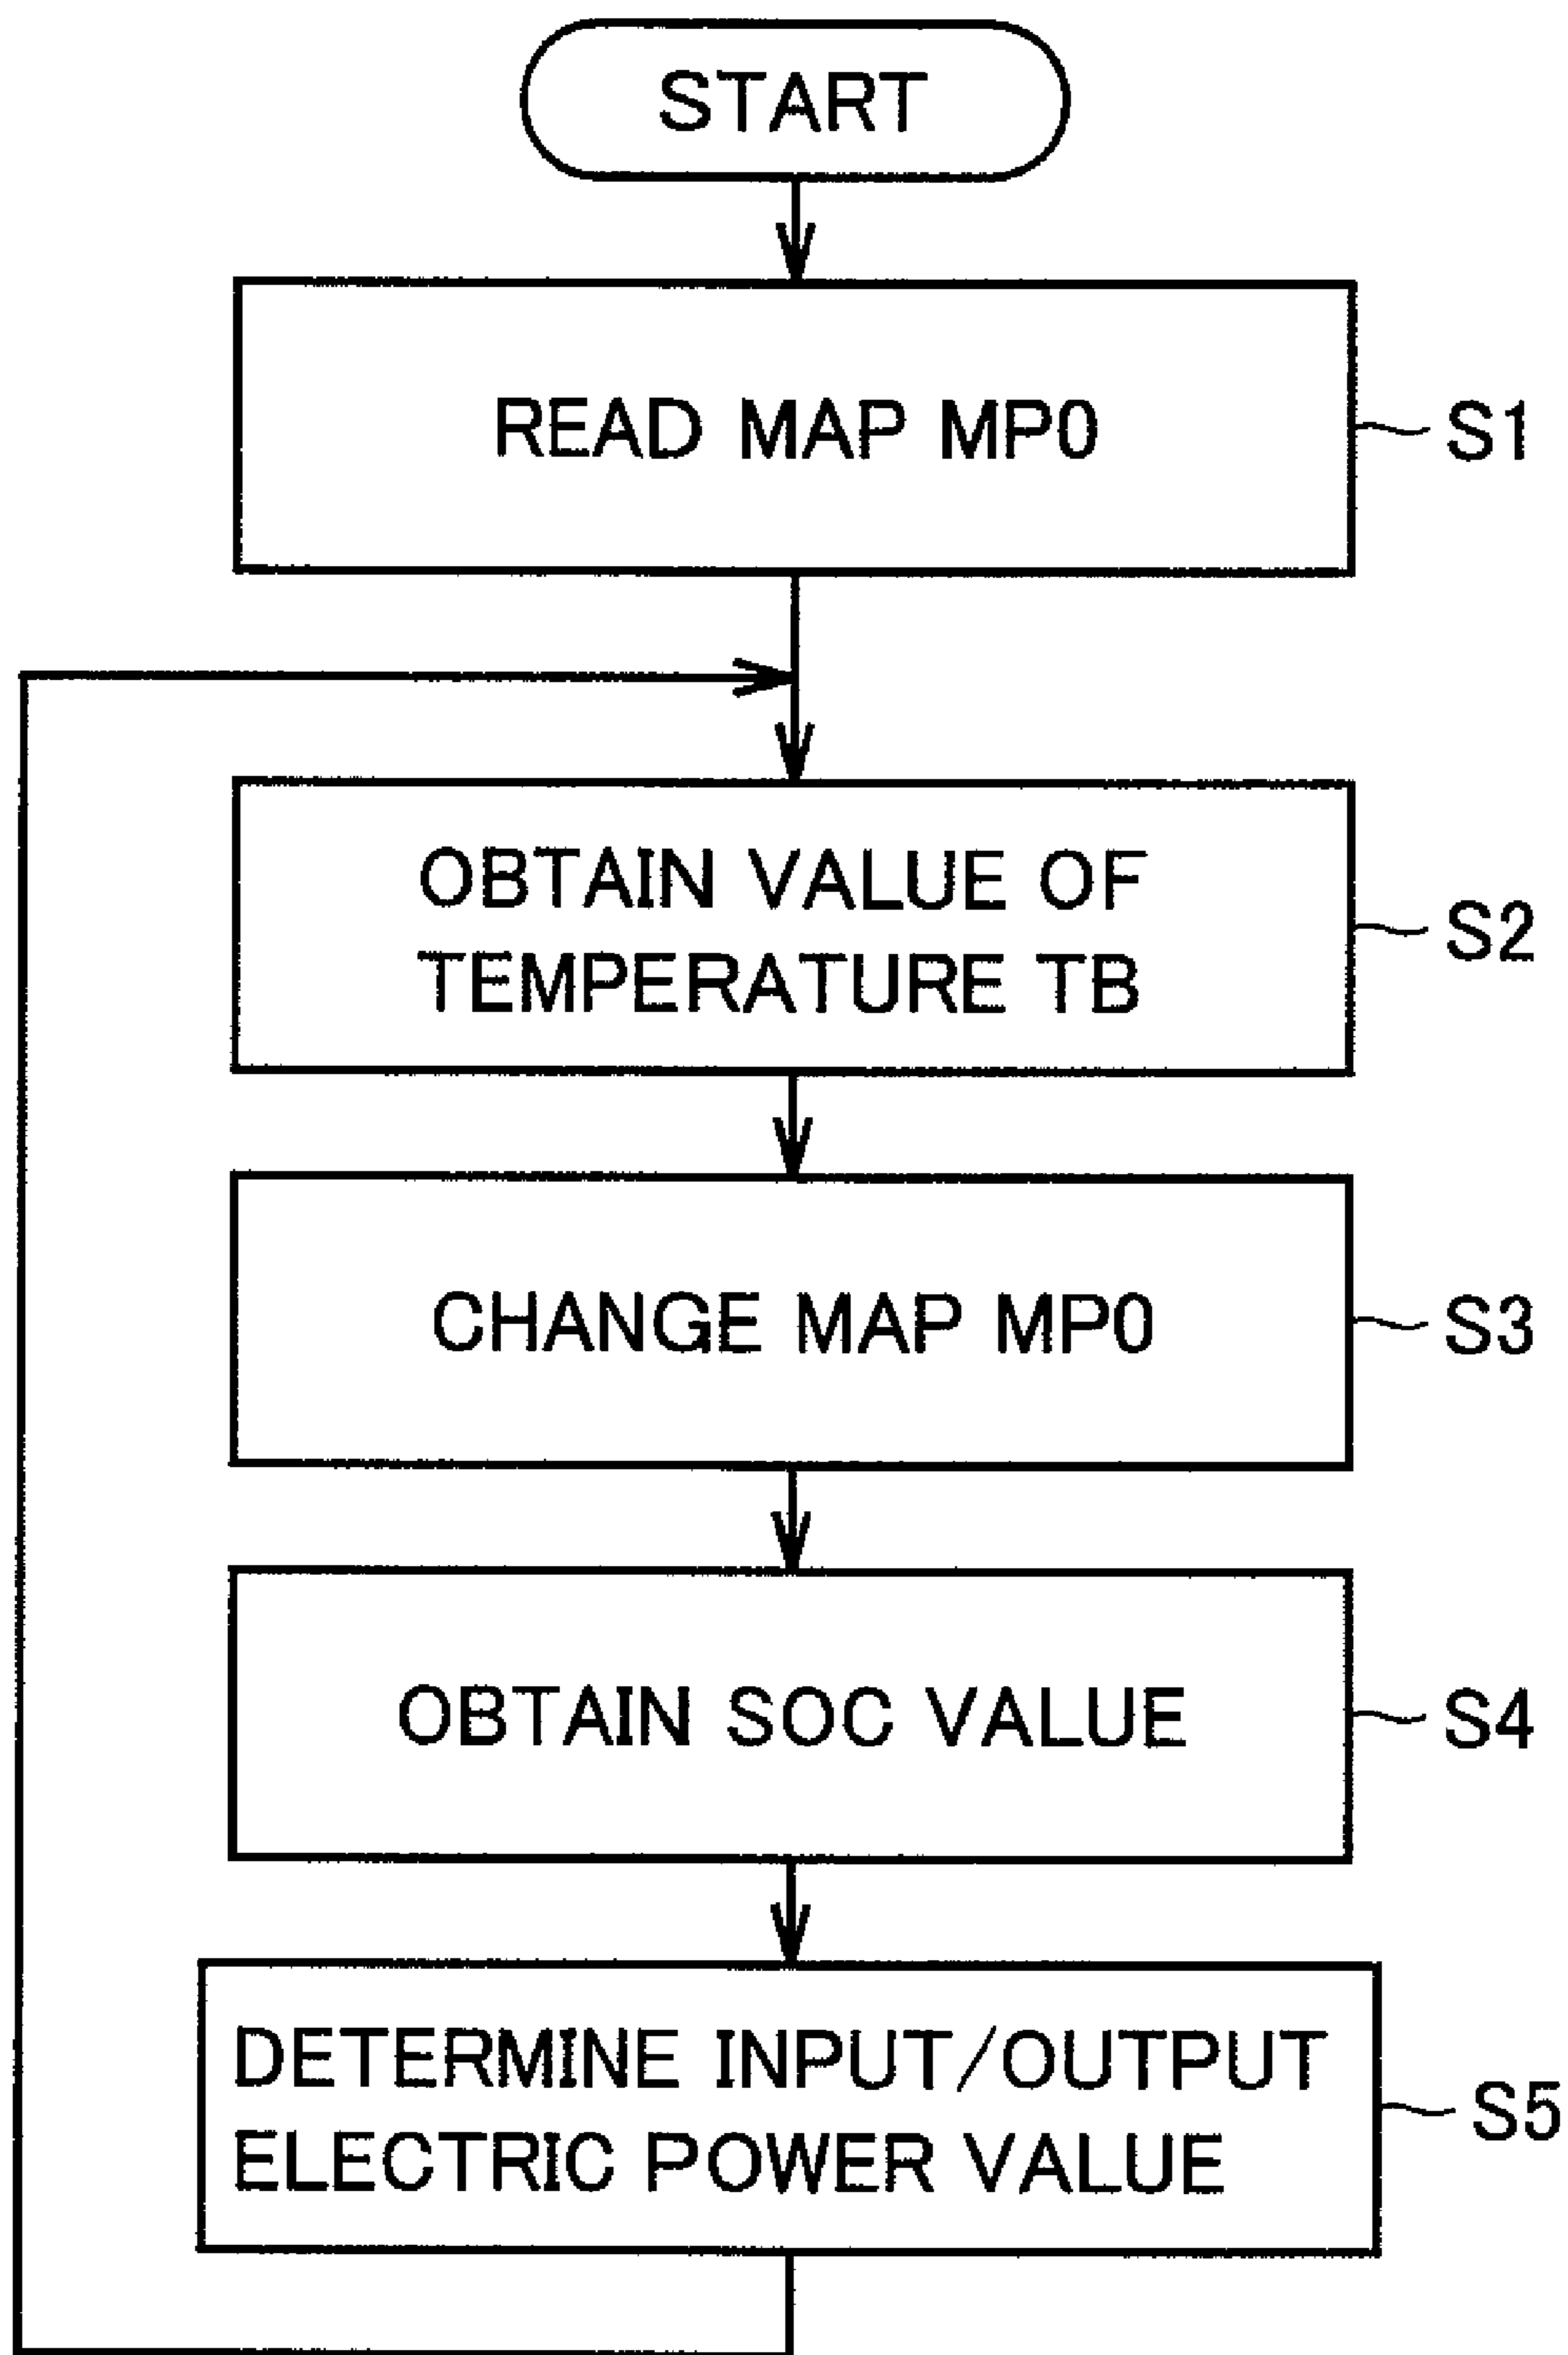 START
READ MAP MP0
S1
OBTAIN VALUE OF
TEMPERATURE TB
S2
CHANGE MAP MP0
S3
OBTAIN SOC VALUE
S4
DETERMINE INPUT/OUTPUT
ELECTRIC POWER VALUE
S5